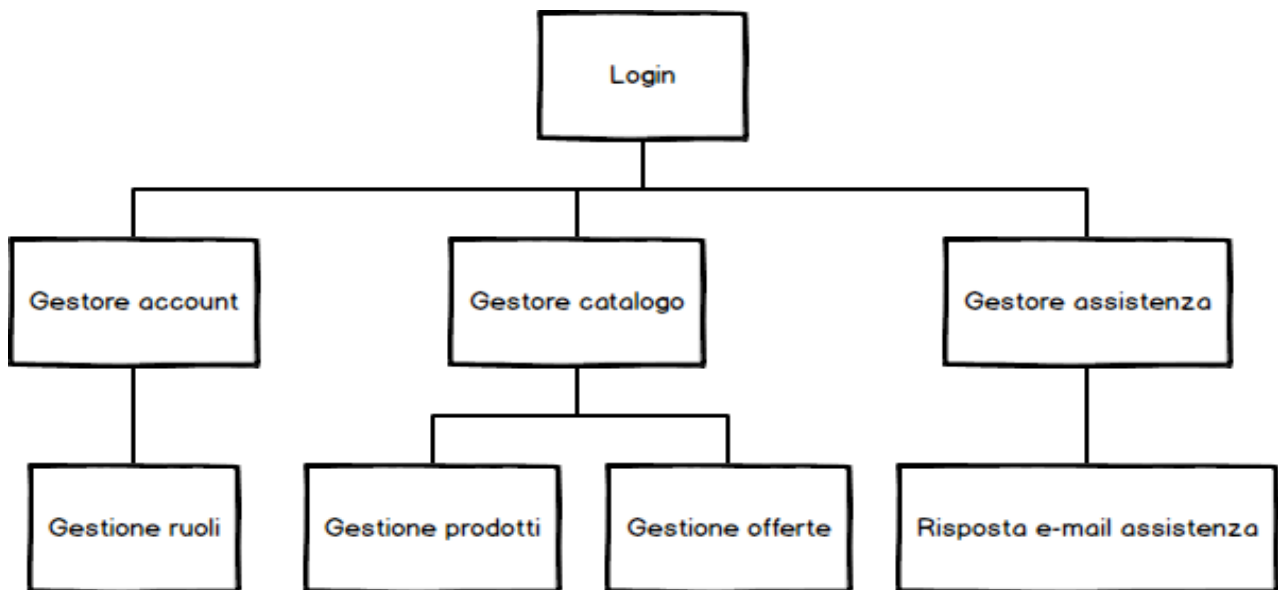 Login
Gestore account
Gestore catalogo
Gestore assistenza
Gestione ruoli
Gestione prodotti
Gestione offerte
Risposta e-mail assistenza